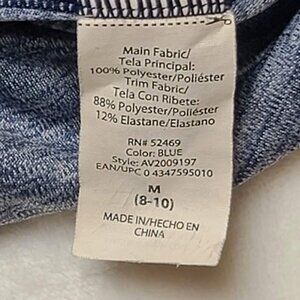 Main Fabric/
Tela Principal:
100% Polyester/Poliéster
Trim Fabric/
Tela Con Ribete:
88% Polyester/Poliéster
12% Elastane/Elastano
RN# 52469
Color: BLUE
Style: AV2009197
EAN/UPC 0 4347595010
M
(8-10)
MADE IN/HECHO EN
CHINA